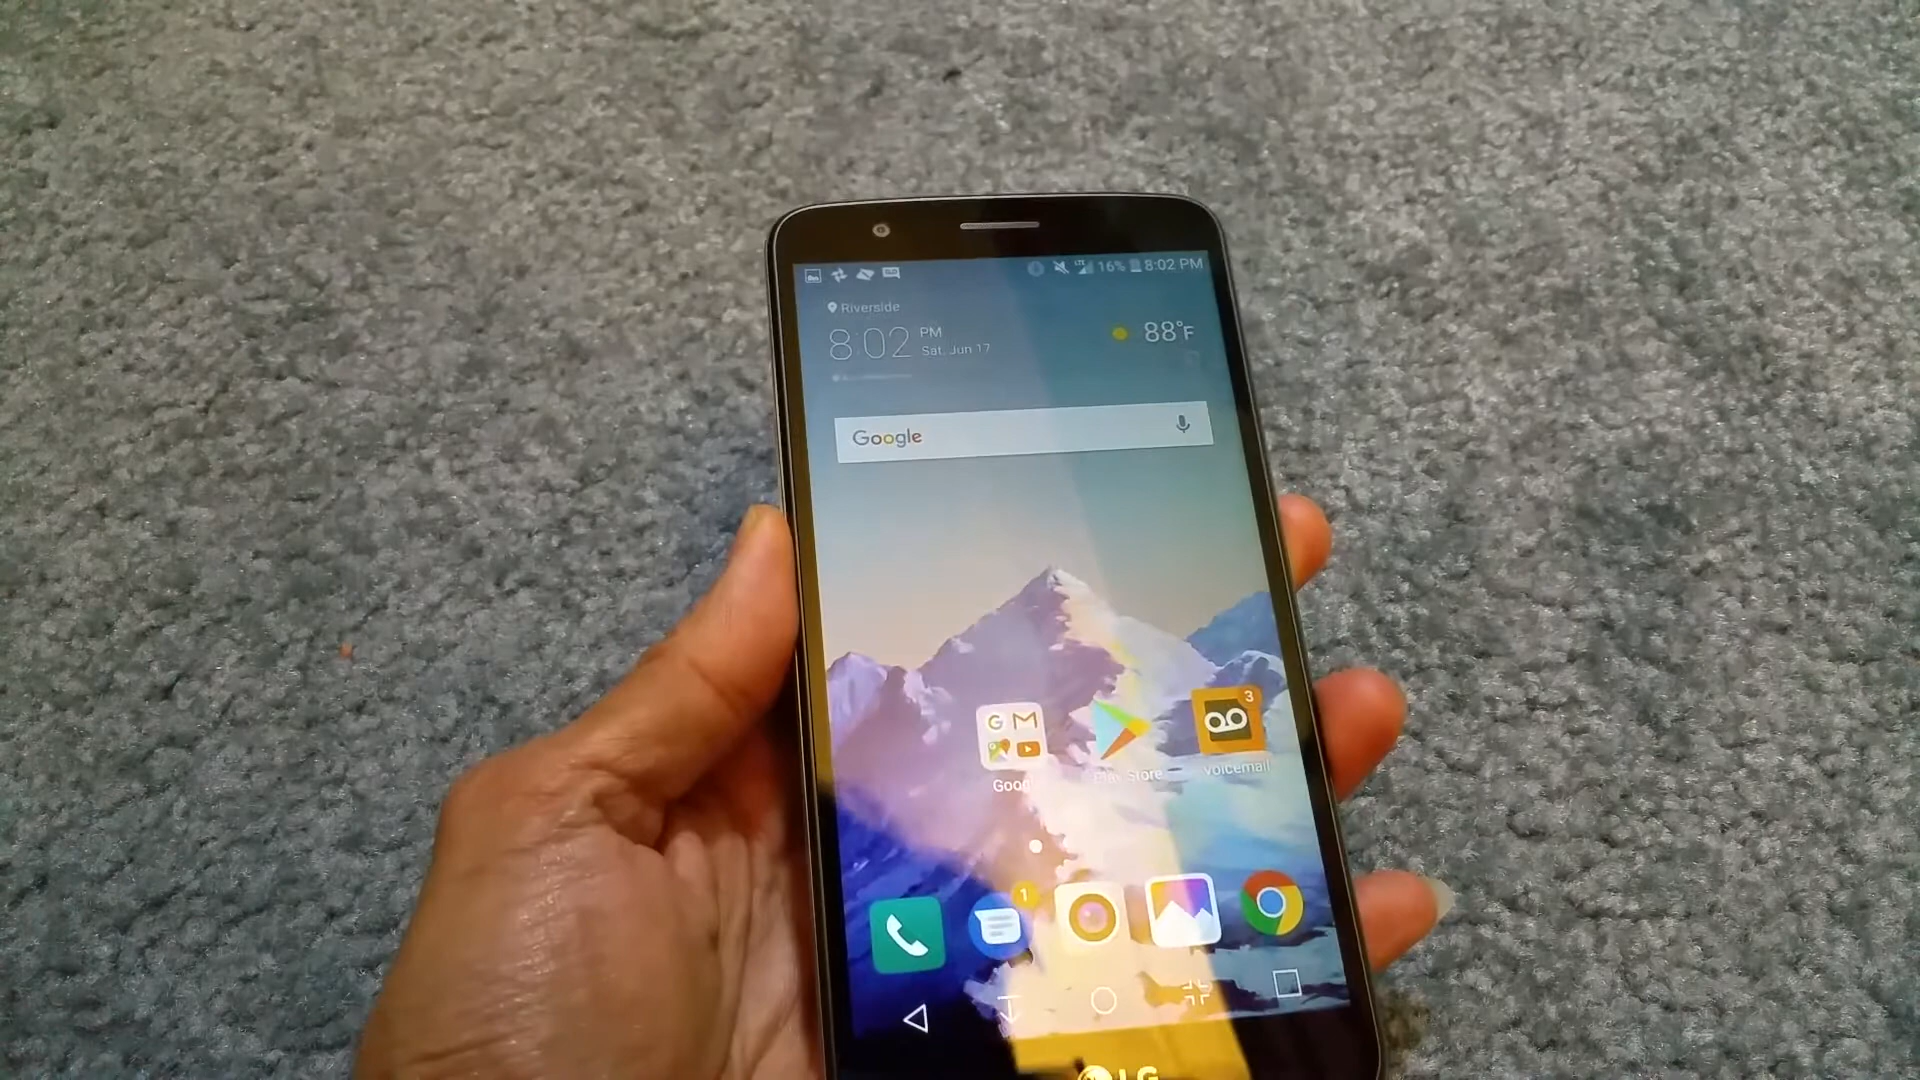 16% 8:02 PM
Riverside
8:02 PM
Sat, Jun 17
88°F
Google
G M
3
Play Store
Voicemail
1
LG